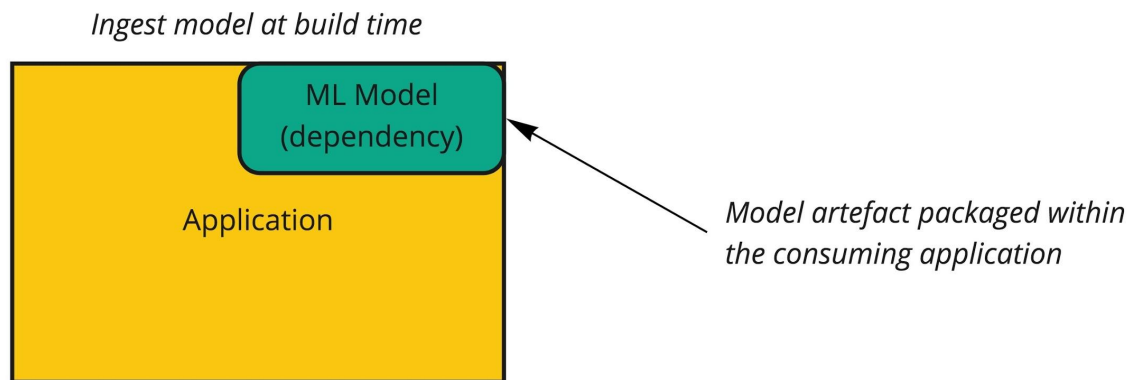 Ingest model at build time
ML Model
(dependency)
Application
Model artefact packaged within
the consuming application